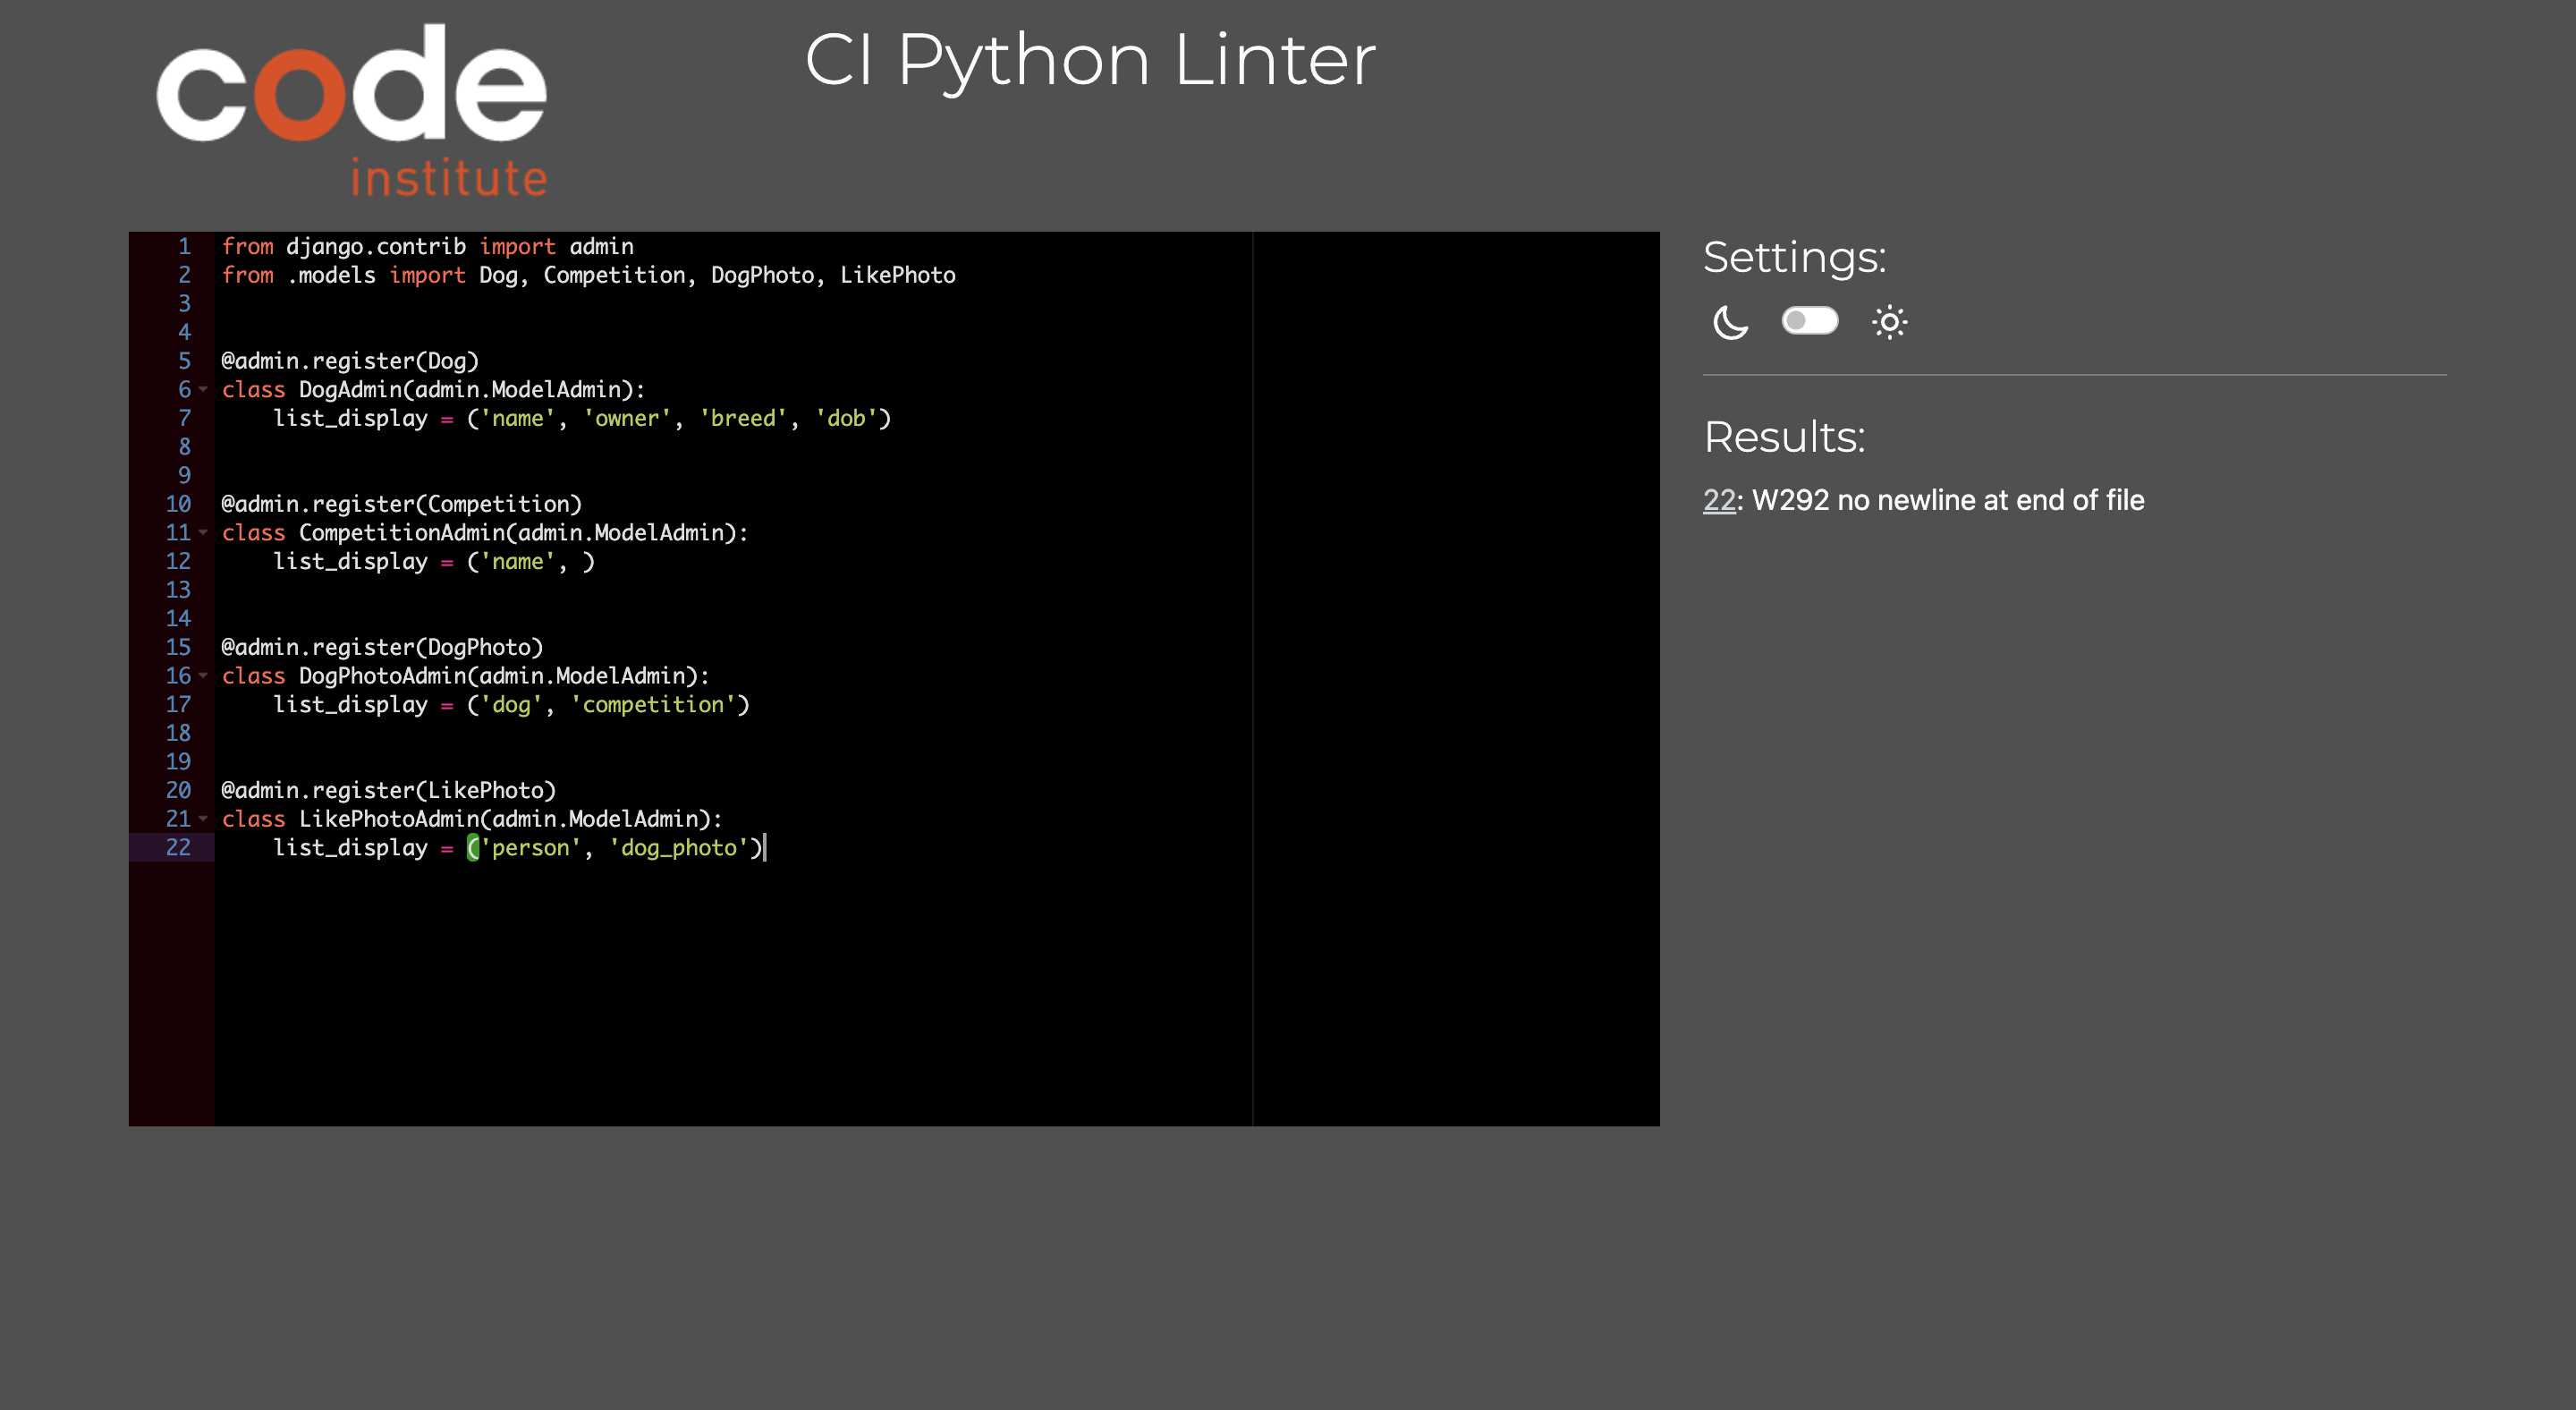 code
institute
CI Python Linter
1 from django.contrib import admin
2 from .models import Dog, Competition, DogPhoto, LikePhoto
3
4
5 @admin.register(Dog)
6 class DogAdmin(admin.ModelAdmin):
7     list_display = ('name', 'owner', 'breed', 'dob')
8
9
10 @admin.register(Competition)
11 class CompetitionAdmin(admin.ModelAdmin):
12     list_display = ('name', )
13
14
15 @admin.register(DogPhoto)
16 class DogPhotoAdmin(admin.ModelAdmin):
17     list_display = ('dog', 'competition')
18
19
20 @admin.register(LikePhoto)
21 class LikePhotoAdmin(admin.ModelAdmin):
22     list_display = ('person', 'dog_photo')
Settings:
Results:
22: W292 no newline at end of file